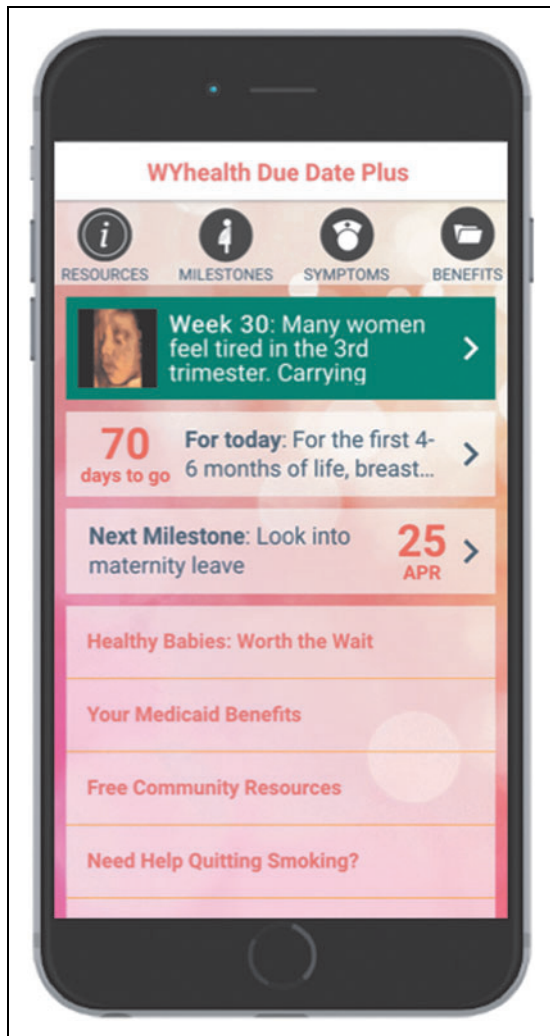 WYhealth Due Date Plus
i
RESOURCES MILESTONES SYMPTOMS BENEFITS
Week 30: Many women
feel tired in the 3rd
trimester. Carrying
70
days to go
For today: For the first 4-
6 months of life, breast...
Next Milestone: Look into
maternity leave
25
APR
Healthy Babies: Worth the Wait
Your Medicaid Benefits
Free Community Resources
Need Help Quitting Smoking?